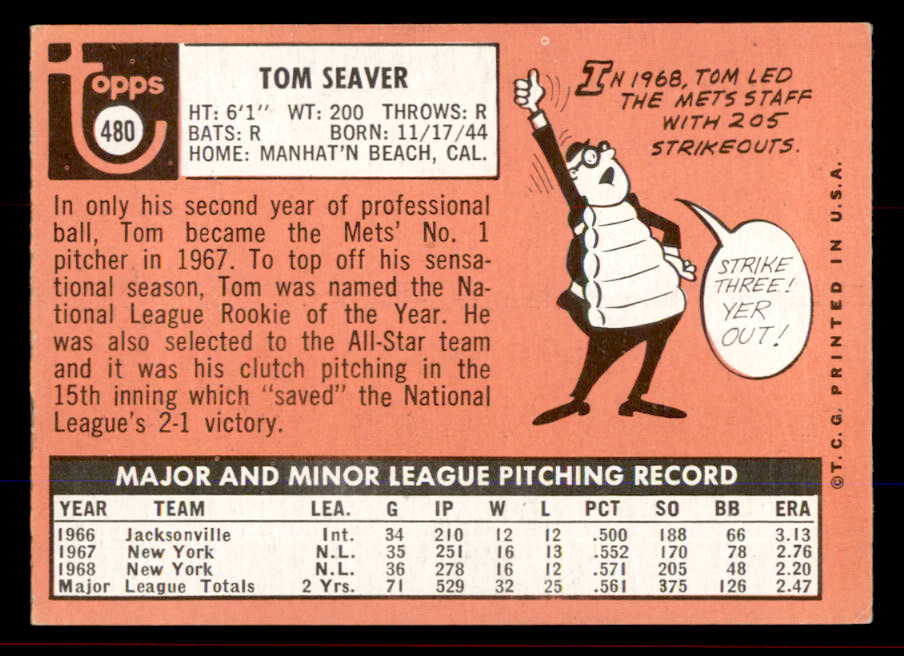 topps
480
TOM SEAVER
HT: 6'1" WT: 200 THROWS: R
BATS: R BORN: 11/17/44
HOME: MANHAT'N BEACH, CAL.
IN 1968, TOM LED
THE METS STAFF
WITH 205
STRIKEOUTS.
STRIKE
THREE!
YER
OUT!
In only his second year of professional
ball, Tom became the Mets' No. 1
pitcher in 1967. To top off his sensa-
tional season, Tom was named the Na-
tional League Rookie of the Year. He
was also selected to the All-Star team
and it was his clutch pitching in the
15th inning which "saved" the National
League's 2-1 victory.
©T. C. G. PRINTED IN U.S.A.
MAJOR AND MINOR LEAGUE PITCHING RECORD
YEAR TEAM LEA. G IP W L PCT SO BB ERA
1966 Jacksonville Int. 34 210 12 12 .500 188 66 3.13
1967 New York N.L. 35 251 16 13 .552 170 78 2.76
1968 New York N.L. 36 278 16 12 .571 205 48 2.20
Major League Totals 2 Yrs. 71 529 32 25 .561 375 126 2.47